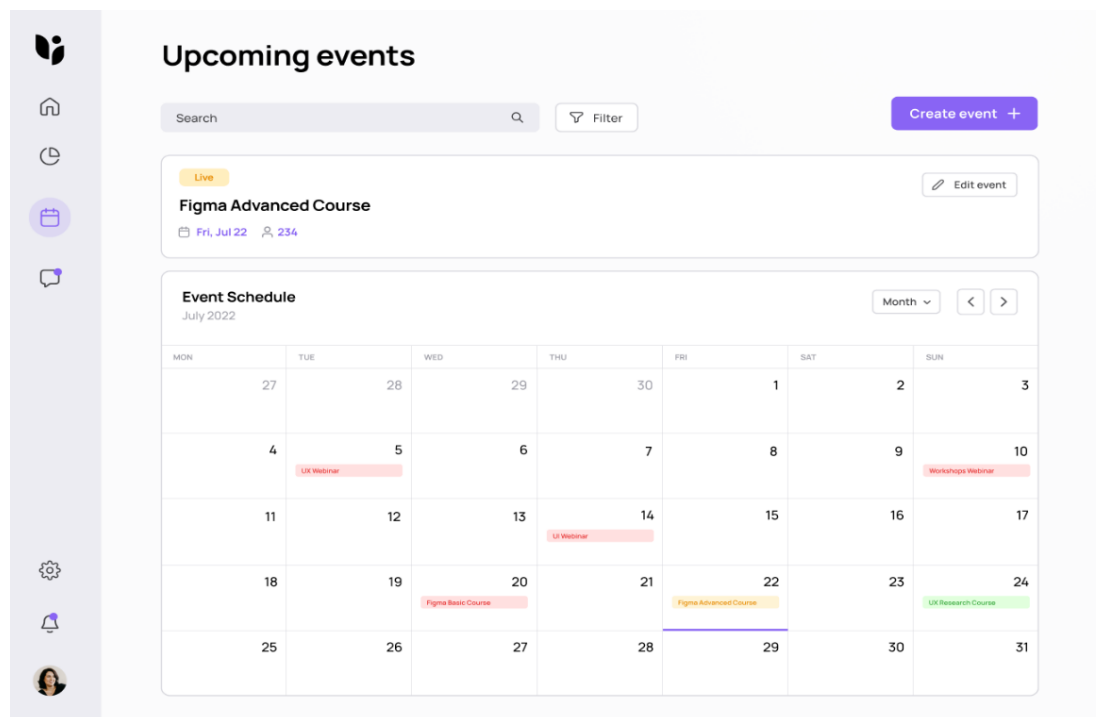 Upcoming events
Search
Filter
Create event
Live
Edit event
Figma Advanced Course
Fri, Jul 22 234
Event Schedule
Month
July 2022
MON TUE WED THU FRI SAT SUN
27 28 29 30 1 2 3
4 5 6 7 8 9 10
UX Webinar Workshops Webinar
11 12 13 14 15 16 17
UI Webinar
18 19 20 21 22 23 24
Figma Basic Course Figma Advanced Course UX Research Course
25 26 27 28 29 30 31